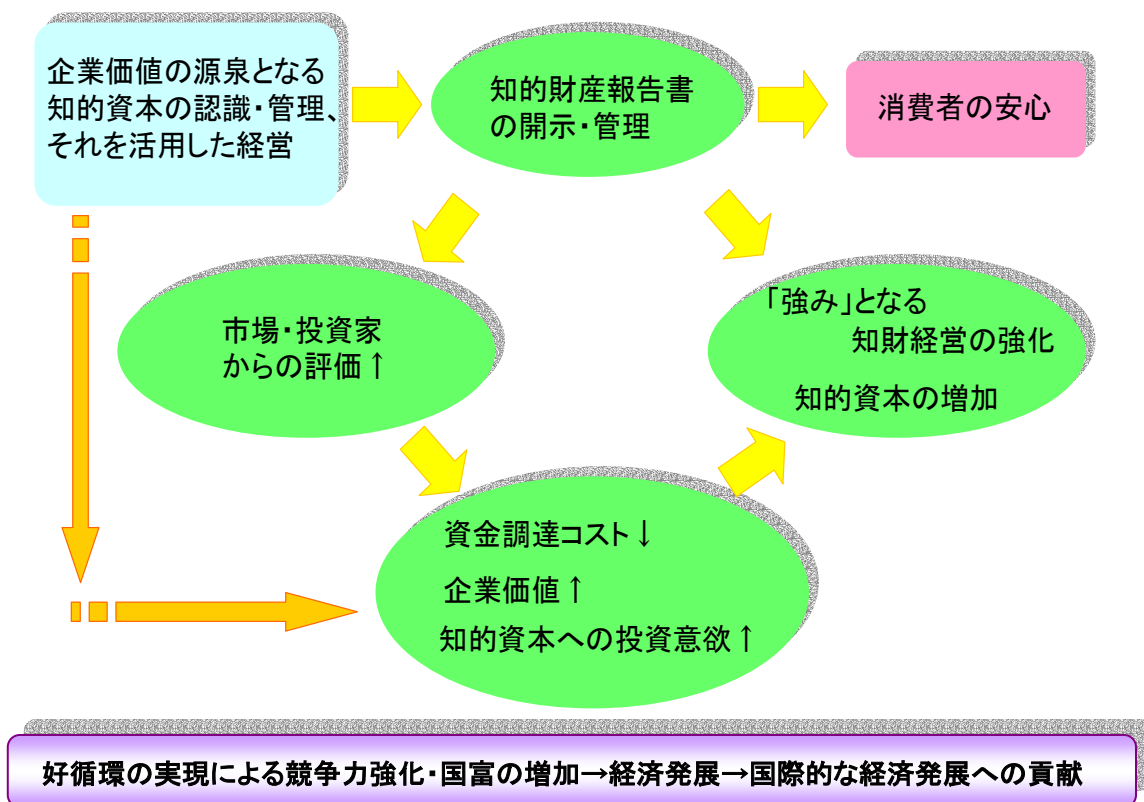 企業価値の源泉となる
知的資本の認識・管理、
それを活用した経営
知的財産報告書
の開示・管理
消費者の安心
市場・投資家
からの評価↑
「強み」となる
知財経営の強化
知的資本の増加
資金調達コスト↓
企業価値↑
知的資本への投資意欲↑
好循環の実現による競争力強化・国富の増加→経済発展→国際的な経済発展への貢献